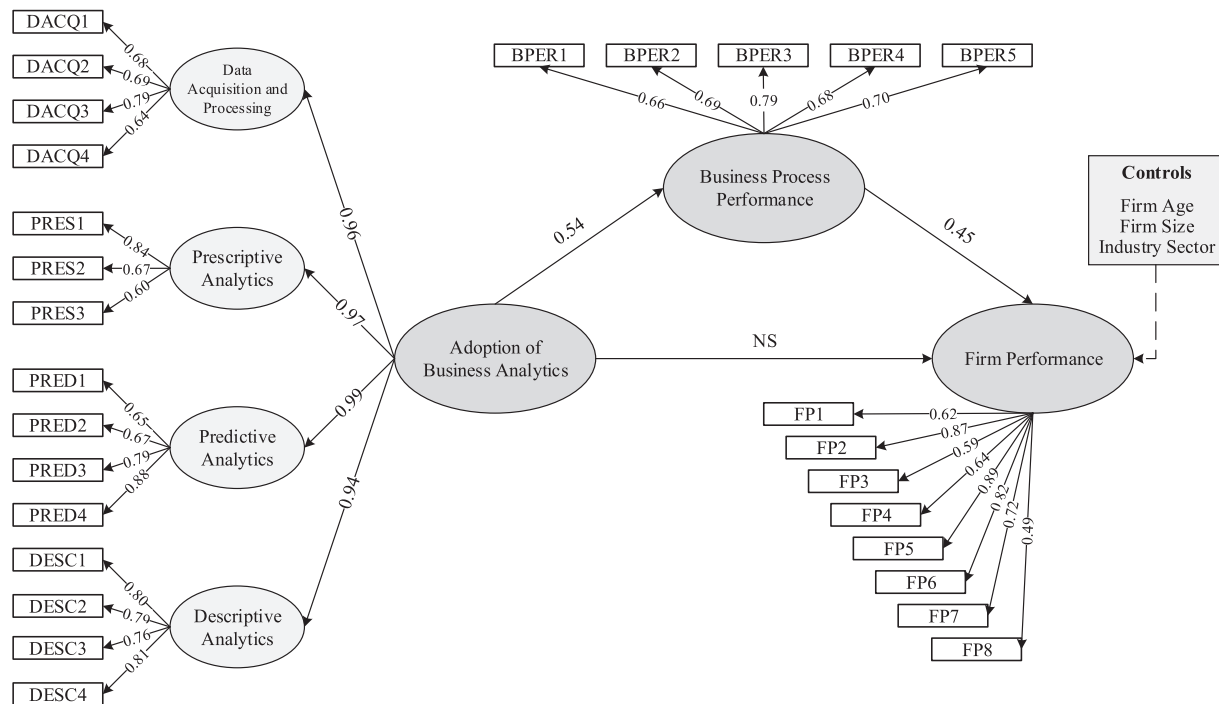 DACQ1
DACQ2
DACQ3
DACQ4
0.68
0.69
0.79
0.64
Data
Acquisition and
Processing
PRES1
PRES2
PRES3
0.84
0.67
0.60
Prescriptive
Analytics
PRED1
PRED2
PRED3
PRED4
0.65
0.67
0.79
0.88
Predictive
Analytics
DESC1
DESC2
DESC3
DESC4
0.80
0.79
0.76
0.81
Descriptive
Analytics
0.96
0.97
0.99
0.94
Adoption of
Business Analytics
0.54
NS
BPER1
BPER2
BPER3
BPER4
BPER5
0.66
0.69
0.79
0.68
0.70
Business Process
Performance
0.45
Controls
Firm Age
Firm Size
Industry Sector
Firm Performance
FP1
FP2
FP3
FP4
FP5
FP6
FP7
FP8
0.62
0.87
0.59
0.64
0.89
0.82
0.72
0.49